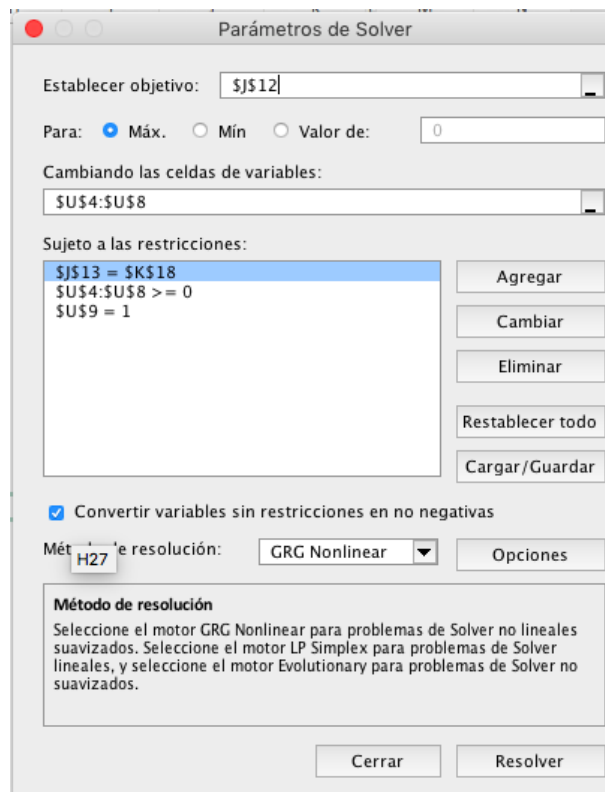 Parámetros de Solver
Establecer objetivo: $J$12
Para: Máx. Mín Valor de: 0
Cambiando las celdas de variables:
$U$4:$U$8
Sujeto a las restricciones:
$J$13 = $K$18
$U$4:$U$8 >= 0
$U$9 = 1
Agregar
Cambiar
Eliminar
Restablecer todo
Cargar/Guardar
Convertir variables sin restricciones en no negativas
de resolución: GRG Nonlinear Opciones
H27
Método de resolución
Seleccione el motor GRG Nonlinear para problemas de Solver no lineales
suavizados. Seleccione el motor LP Simplex para problemas de Solver
lineales, y seleccione el motor Evolutionary para problemas de Solver no
suavizados.
Cerrar Resolver